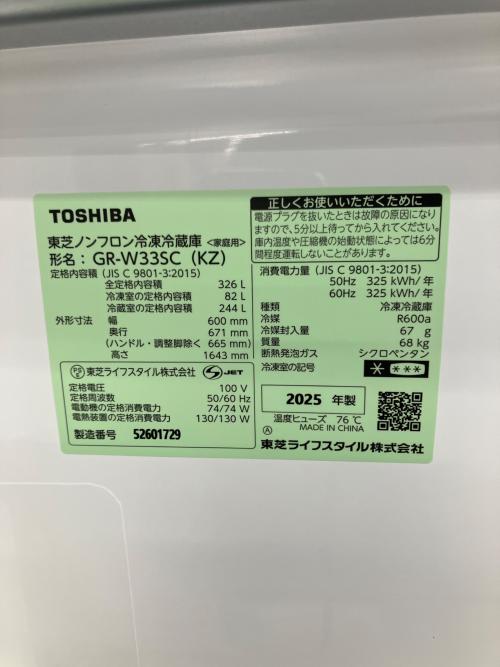 TOSHIBA
東芝ノンフロン冷凍冷蔵庫 <家庭用>
形名: GR-W33SC (KZ)
定格内容積(JIS C 9801-3:2015)
全定格内容積 326 L
冷凍室の定格内容積 82 L
冷蔵室の定格内容積 244 L
外形寸法 幅 600 mm
奥行 671 mm
(ハンドル・調整脚除く 665 mm)
高さ 1643 mm
PSE 東芝ライフスタイル株式会社 S JET
定格電圧 100 V
定格周波数 50/60 Hz
電動機の定格消費電力 74/74 W
電熱装置の定格消費電力 130/130 W
製造番号 52601729
正しくお使いいただくために
電源プラグを抜いたときは故障の原因になり
ますので、5分以上待ってから入れてください。
庫内温度や圧縮機の始動状態によっては6分
間程度運転しないことがあります。
消費電力量(JIS C 9801-3:2015)
50Hz 325 kWh/年
60Hz 325 kWh/年
種類 冷凍冷蔵庫
冷媒 R600a
冷媒封入量 67 g
質量 68 kg
断熱発泡ガス シクロペンタン
冷凍室の記号 * ***
2025 年製
温度ヒューズ 76℃
Ⓐ MADE IN CHINA
東芝ライフスタイル株式会社